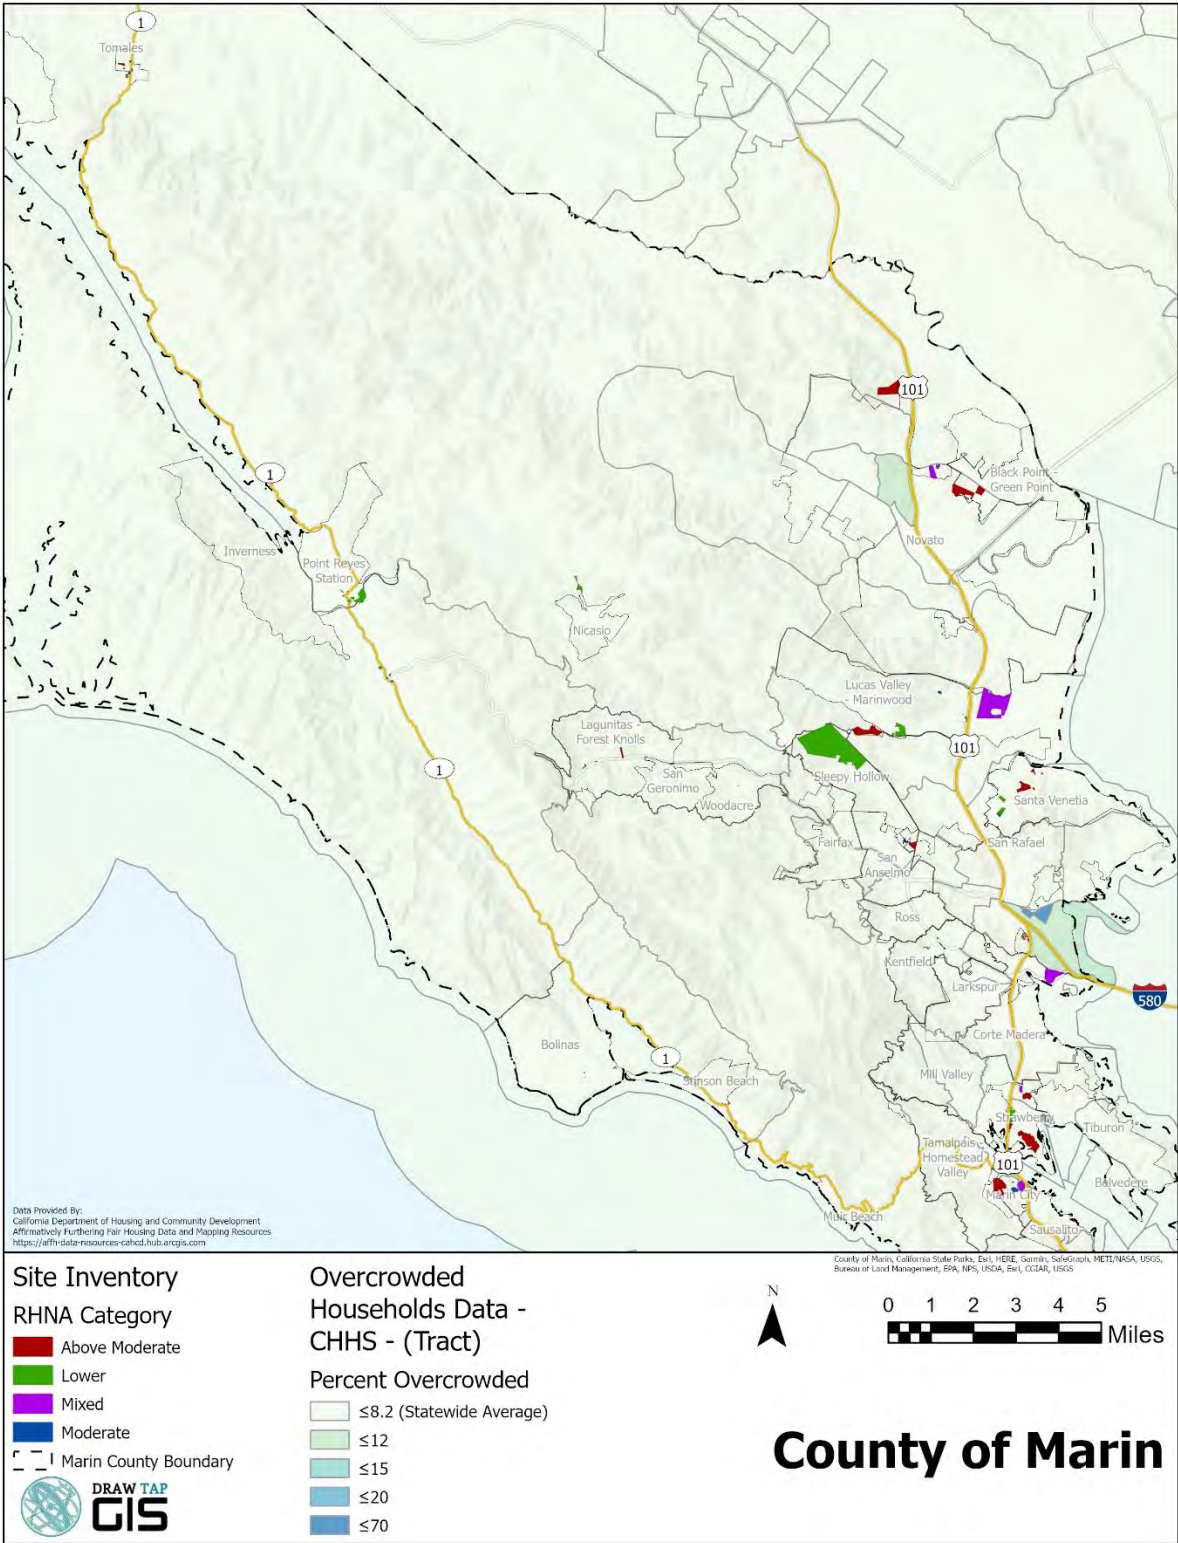 1
Tomales
101
Black Point -
Green Point
1
Novato
Inverness
Point Reyes
Station
Nicasio
Lucas Valley
- Marinwood
Lagunitas -
Forest Knolls
101
1
San
Geronimo
Sleepy Hollow
Woodacre
Santa Venetia
Fairfax
San Rafael
San
Anselmo
Ross
Kentfield
Larkspur
580
Corte Madera
Bolinas
1
Mill Valley
Stinson Beach
Strawberry
Tiburon
Tamalpais -
Homestead
Valley
101
Belvedere
Marin City
Muir Beach
Sausalito
Data Provided By:
California Department of Housing and Community Development
Affirmatively Furthering Fair Housing Data and Mapping Resources
https://affh-data-resources-cahcd.hub.arcgis.com
County of Marin, California State Parks, Esri, HERE, Garmin, SafeGraph, METI/NASA, USGS,
Bureau of Land Management, EPA, NPS, USDA, Esri, CGIAR, USGS
Site Inventory
RHNA Category
Above Moderate
Lower
Mixed
Moderate
Marin County Boundary
DRAW TAP
GIS
Overcrowded
Households Data -
CHHS - (Tract)
Percent Overcrowded
≤8.2 (Statewide Average)
≤12
≤15
≤20
≤70
N
0 1 2 3 4 5
Miles
County of Marin